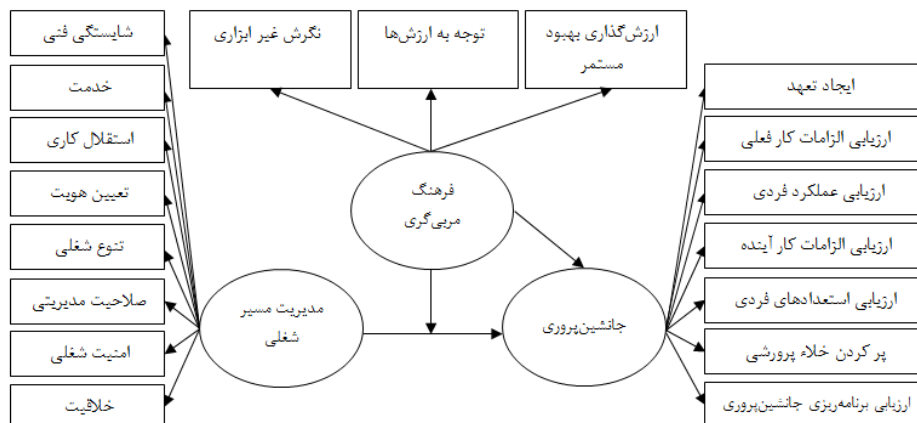 شایستگی فنی
خدمت
استقلال کاری
تعیین هویت
تنوع شغلی
صلاحیت مدیریتی
امنیت شغلی
خلاقیت
نگرش غیر ابزاری
توجه به ارزش‌ها
ارزش‌گذاری بهبود
مستمر
فرهنگ
مربی‌گری
مدیریت مسیر
شغلی
جانشین‌پروری
ایجاد تعهد
ارزیابی الزامات کار فعلی
ارزیابی عملکرد فردی
ارزیابی الزامات کار آینده
ارزیابی استعدادهای فردی
پر کردن خلاء پرورشی
ارزیابی برنامه‌ریزی جانشین‌پروری